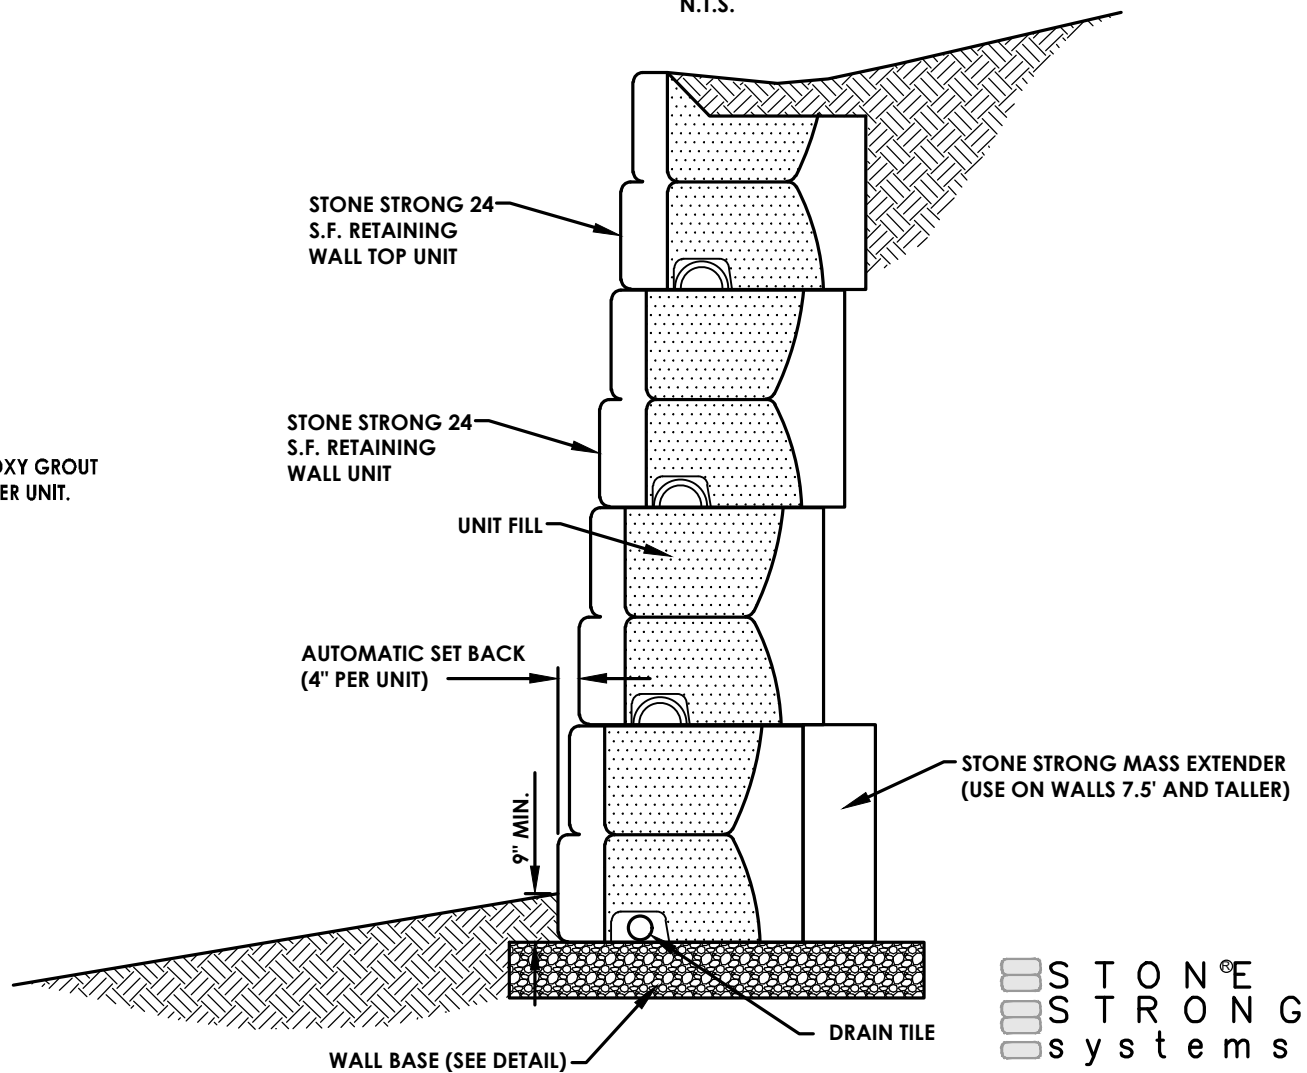 N.T.S.
STONE STRONG 24
S.F. RETAINING
WALL TOP UNIT
STONE STRONG 24
S.F. RETAINING
WALL UNIT
OXY GROUT
ER UNIT.
UNIT FILL
AUTOMATIC SET BACK
(4" PER UNIT)
9" MIN.
STONE STRONG MASS EXTENDER
(USE ON WALLS 7.5' AND TALLER)
DRAIN TILE
WALL BASE (SEE DETAIL)
STONE®
STRONG
systems